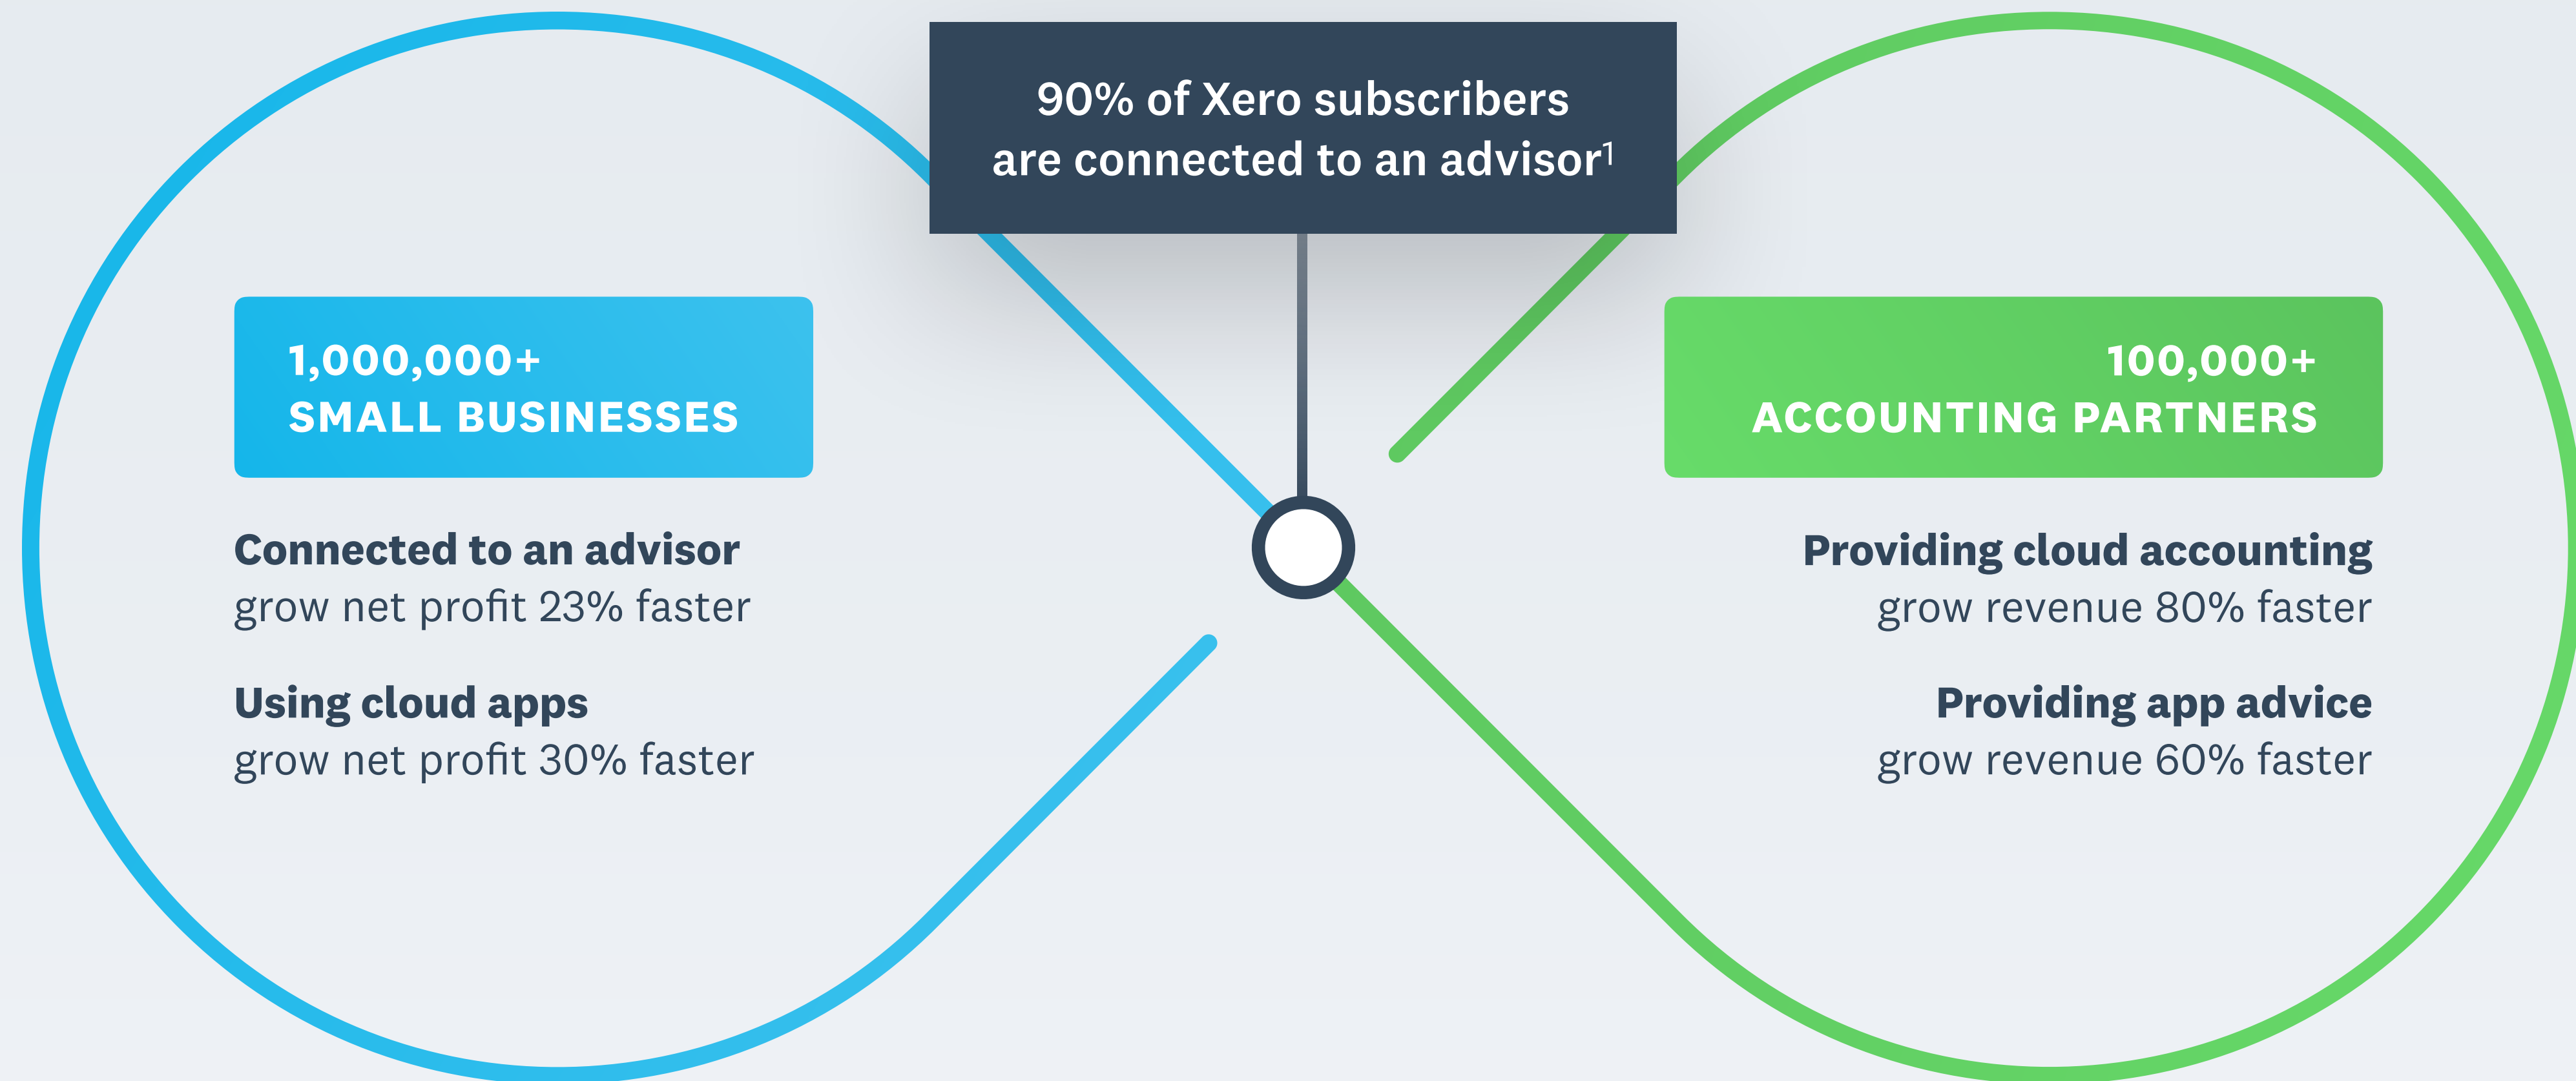 90% of Xero subscribers
are connected to an advisor¹
1,000,000+
SMALL BUSINESSES
Connected to an advisor
grow net profit 23% faster
Using cloud apps
grow net profit 30% faster
100,000+
ACCOUNTING PARTNERS
Providing cloud accounting
grow revenue 80% faster
Providing app advice
grow revenue 60% faster